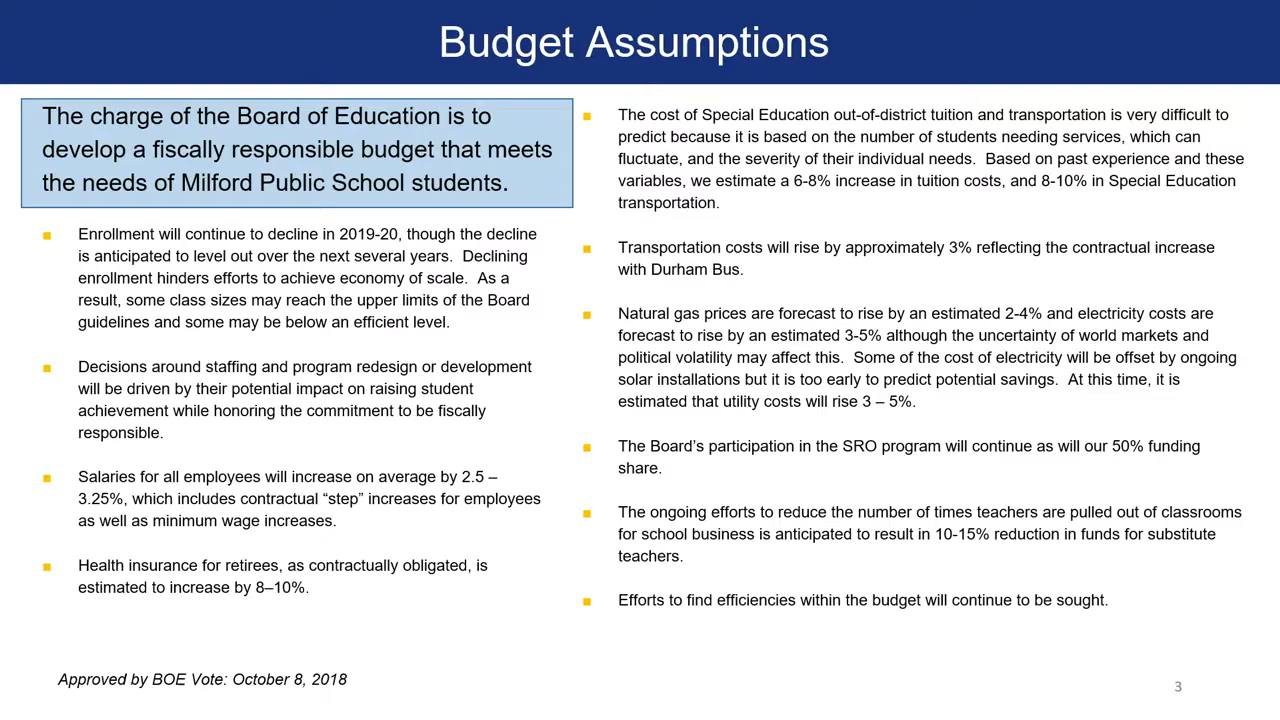 Budget Assumptions
The charge of the Board of Education is to
develop a fiscally responsible budget that meets
the needs of Milford Public School students.
Enrollment will continue to decline in 2019-20, though the decline
is anticipated to level out over the next several years.  Declining
enrollment hinders efforts to achieve economy of scale.  As a
result, some class sizes may reach the upper limits of the Board
guidelines and some may be below an efficient level.
Decisions around staffing and program redesign or development
will be driven by their potential impact on raising student
achievement while honoring the commitment to be fiscally
responsible.
Salaries for all employees will increase on average by 2.5 –
3.25%, which includes contractual “step” increases for employees
as well as minimum wage increases.
Health insurance for retirees, as contractually obligated, is
estimated to increase by 8–10%.
The cost of Special Education out-of-district tuition and transportation is very difficult to
predict because it is based on the number of students needing services, which can
fluctuate, and the severity of their individual needs.  Based on past experience and these
variables, we estimate a 6-8% increase in tuition costs, and 8-10% in Special Education
transportation.
Transportation costs will rise by approximately 3% reflecting the contractual increase
with Durham Bus.
Natural gas prices are forecast to rise by an estimated 2-4% and electricity costs are
forecast to rise by an estimated 3-5% although the uncertainty of world markets and
political volatility may affect this.  Some of the cost of electricity will be offset by ongoing
solar installations but it is too early to predict potential savings.  At this time, it is
estimated that utility costs will rise 3 – 5%.
The Board’s participation in the SRO program will continue as will our 50% funding
share.
The ongoing efforts to reduce the number of times teachers are pulled out of classrooms
for school business is anticipated to result in 10-15% reduction in funds for substitute
teachers.
Efforts to find efficiencies within the budget will continue to be sought.
Approved by BOE Vote: October 8, 2018
3